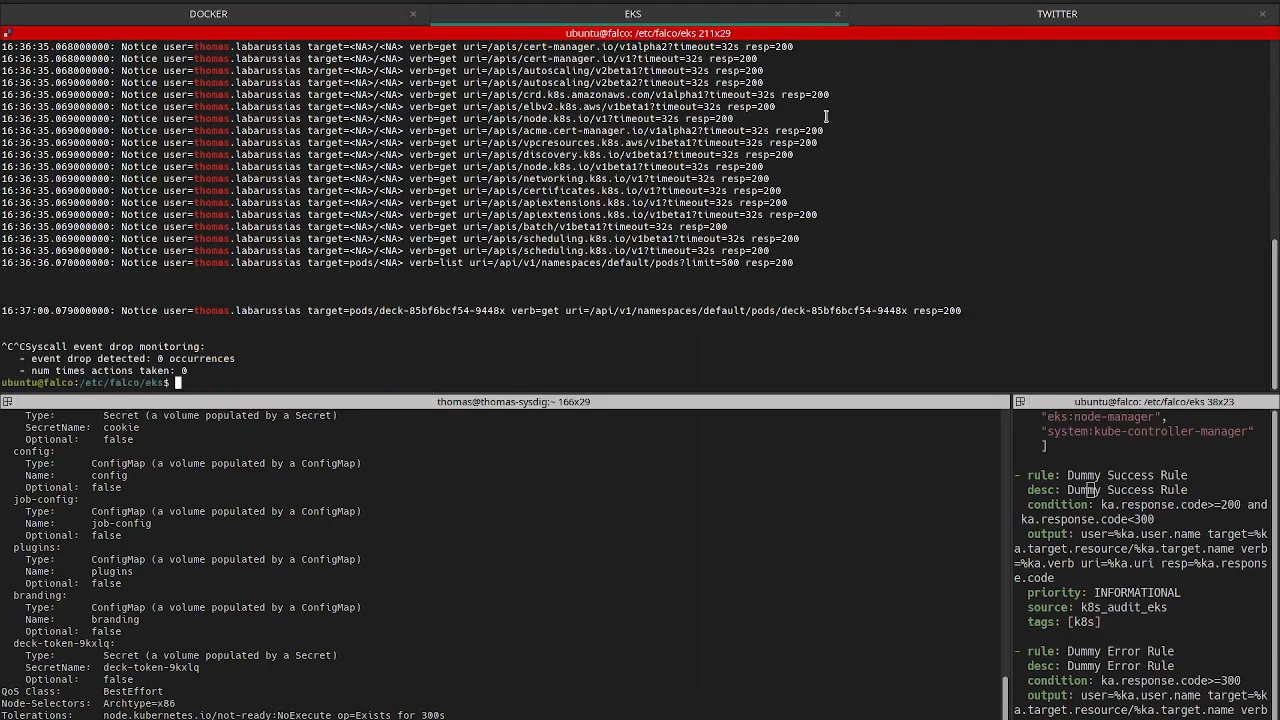 DOCKER
EKS
TWITTER
ubuntu@falco: /etc/falco/eks 211x29
16:36:35.068000000: Notice user=thomas.labarussias target=<NA>/<NA> verb=get uri=/apis/cert-manager.io/v1alpha2?timeout=32s resp=200
16:36:35.068000000: Notice user=thomas.labarussias target=<NA>/<NA> verb=get uri=/apis/cert-manager.io/v1?timeout=32s resp=200
16:36:35.069000000: Notice user=thomas.labarussias target=<NA>/<NA> verb=get uri=/apis/autoscaling/v2beta1?timeout=32s resp=200
16:36:35.069000000: Notice user=thomas.labarussias target=<NA>/<NA> verb=get uri=/apis/autoscaling/v2beta2?timeout=32s resp=200
16:36:35.069000000: Notice user=thomas.labarussias target=<NA>/<NA> verb=get uri=/apis/crd.k8s.amazonaws.com/v1alpha1?timeout=32s resp=200
16:36:35.069000000: Notice user=thomas.labarussias target=<NA>/<NA> verb=get uri=/apis/elbv2.k8s.aws/v1beta1?timeout=32s resp=200
16:36:35.069000000: Notice user=thomas.labarussias target=<NA>/<NA> verb=get uri=/apis/node.k8s.io/v1?timeout=32s resp=200
16:36:35.069000000: Notice user=thomas.labarussias target=<NA>/<NA> verb=get uri=/apis/acme.cert-manager.io/v1alpha2?timeout=32s resp=200
16:36:35.069000000: Notice user=thomas.labarussias target=<NA>/<NA> verb=get uri=/apis/vpcresources.k8s.aws/v1beta1?timeout=32s resp=200
16:36:35.069000000: Notice user=thomas.labarussias target=<NA>/<NA> verb=get uri=/apis/discovery.k8s.io/v1beta1?timeout=32s resp=200
16:36:35.069000000: Notice user=thomas.labarussias target=<NA>/<NA> verb=get uri=/apis/node.k8s.io/v1beta1?timeout=32s resp=200
16:36:35.069000000: Notice user=thomas.labarussias target=<NA>/<NA> verb=get uri=/apis/networking.k8s.io/v1?timeout=32s resp=200
16:36:35.069000000: Notice user=thomas.labarussias target=<NA>/<NA> verb=get uri=/apis/certificates.k8s.io/v1?timeout=32s resp=200
16:36:35.069000000: Notice user=thomas.labarussias target=<NA>/<NA> verb=get uri=/apis/apiextensions.k8s.io/v1?timeout=32s resp=200
16:36:35.069000000: Notice user=thomas.labarussias target=<NA>/<NA> verb=get uri=/apis/apiextensions.k8s.io/v1beta1?timeout=32s resp=200
16:36:35.069000000: Notice user=thomas.labarussias target=<NA>/<NA> verb=get uri=/apis/batch/v1beta1?timeout=32s resp=200
16:36:35.069000000: Notice user=thomas.labarussias target=<NA>/<NA> verb=get uri=/apis/scheduling.k8s.io/v1beta1?timeout=32s resp=200
16:36:35.069000000: Notice user=thomas.labarussias target=<NA>/<NA> verb=get uri=/apis/scheduling.k8s.io/v1?timeout=32s resp=200
16:36:36.070000000: Notice user=thomas.labarussias target=pods/<NA> verb=list uri=/api/v1/namespaces/default/pods?limit=500 resp=200
16:37:00.079000000: Notice user=thomas.labarussias target=pods/deck-85bf6bcf54-9448x verb=get uri=/api/v1/namespaces/default/pods/deck-85bf6bcf54-9448x resp=200
^C^CSyscall event drop monitoring:
- event drop detected: 0 occurrences
- num times actions taken: 0
ubuntu@falco:/etc/falco/eks$
thomas@thomas-sysdig:~ 166x29
Type: Secret (a volume populated by a Secret)
SecretName: cookie
Optional: false
config:
Type: ConfigMap (a volume populated by a ConfigMap)
Name: config
Optional: false
job-config:
Type: ConfigMap (a volume populated by a ConfigMap)
Name: job-config
Optional: false
plugins:
Type: ConfigMap (a volume populated by a ConfigMap)
Name: plugins
Optional: false
branding:
Type: ConfigMap (a volume populated by a ConfigMap)
Name: branding
Optional: false
deck-token-9kxlq:
Type: Secret (a volume populated by a Secret)
SecretName: deck-token-9kxlq
Optional: false
QoS Class: BestEffort
Node-Selectors: Archtype=x86
Tolerations: node.kubernetes.io/not-ready:NoExecute op=Exists for 300s
ubuntu@falco: /etc/falco/eks 38x23
"eks:node-manager",
"system:kube-controller-manager"
]
- rule: Dummy Success Rule
desc: Dummy Success Rule
condition: ka.response.code>=200 and
ka.response.code<300
output: user=%ka.user.name target=%k
a.target.resource/%ka.target.name verb
=%ka.verb uri=%ka.uri resp=%ka.respons
e.code
priority: INFORMATIONAL
source: k8s_audit_eks
tags: [k8s]
- rule: Dummy Error Rule
desc: Dummy Error Rule
condition: ka.response.code>=300
output: user=%ka.user.name target=%k
a.target.resource/%ka.target.name verb